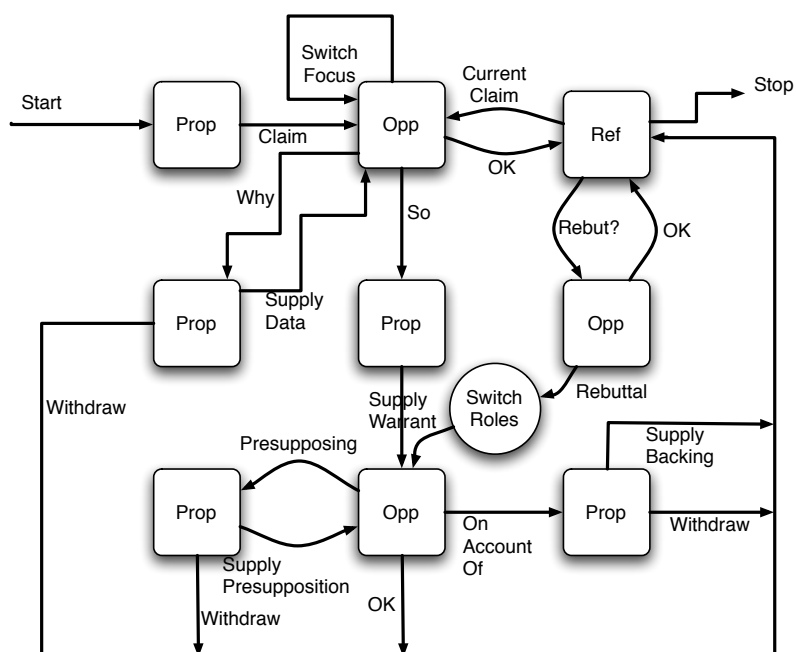 Switch
Focus
Current
Claim
Stop
Start
Prop
Claim
Opp
OK
Ref
Why
So
Rebut?
OK
Prop
Supply
Data
Prop
Opp
Withdraw
Supply
Warrant
Switch
Roles
Rebuttal
Presupposing
Supply
Backing
Prop
Opp
On
Account
Of
Prop
Withdraw
Supply
Presupposition
Withdraw
OK